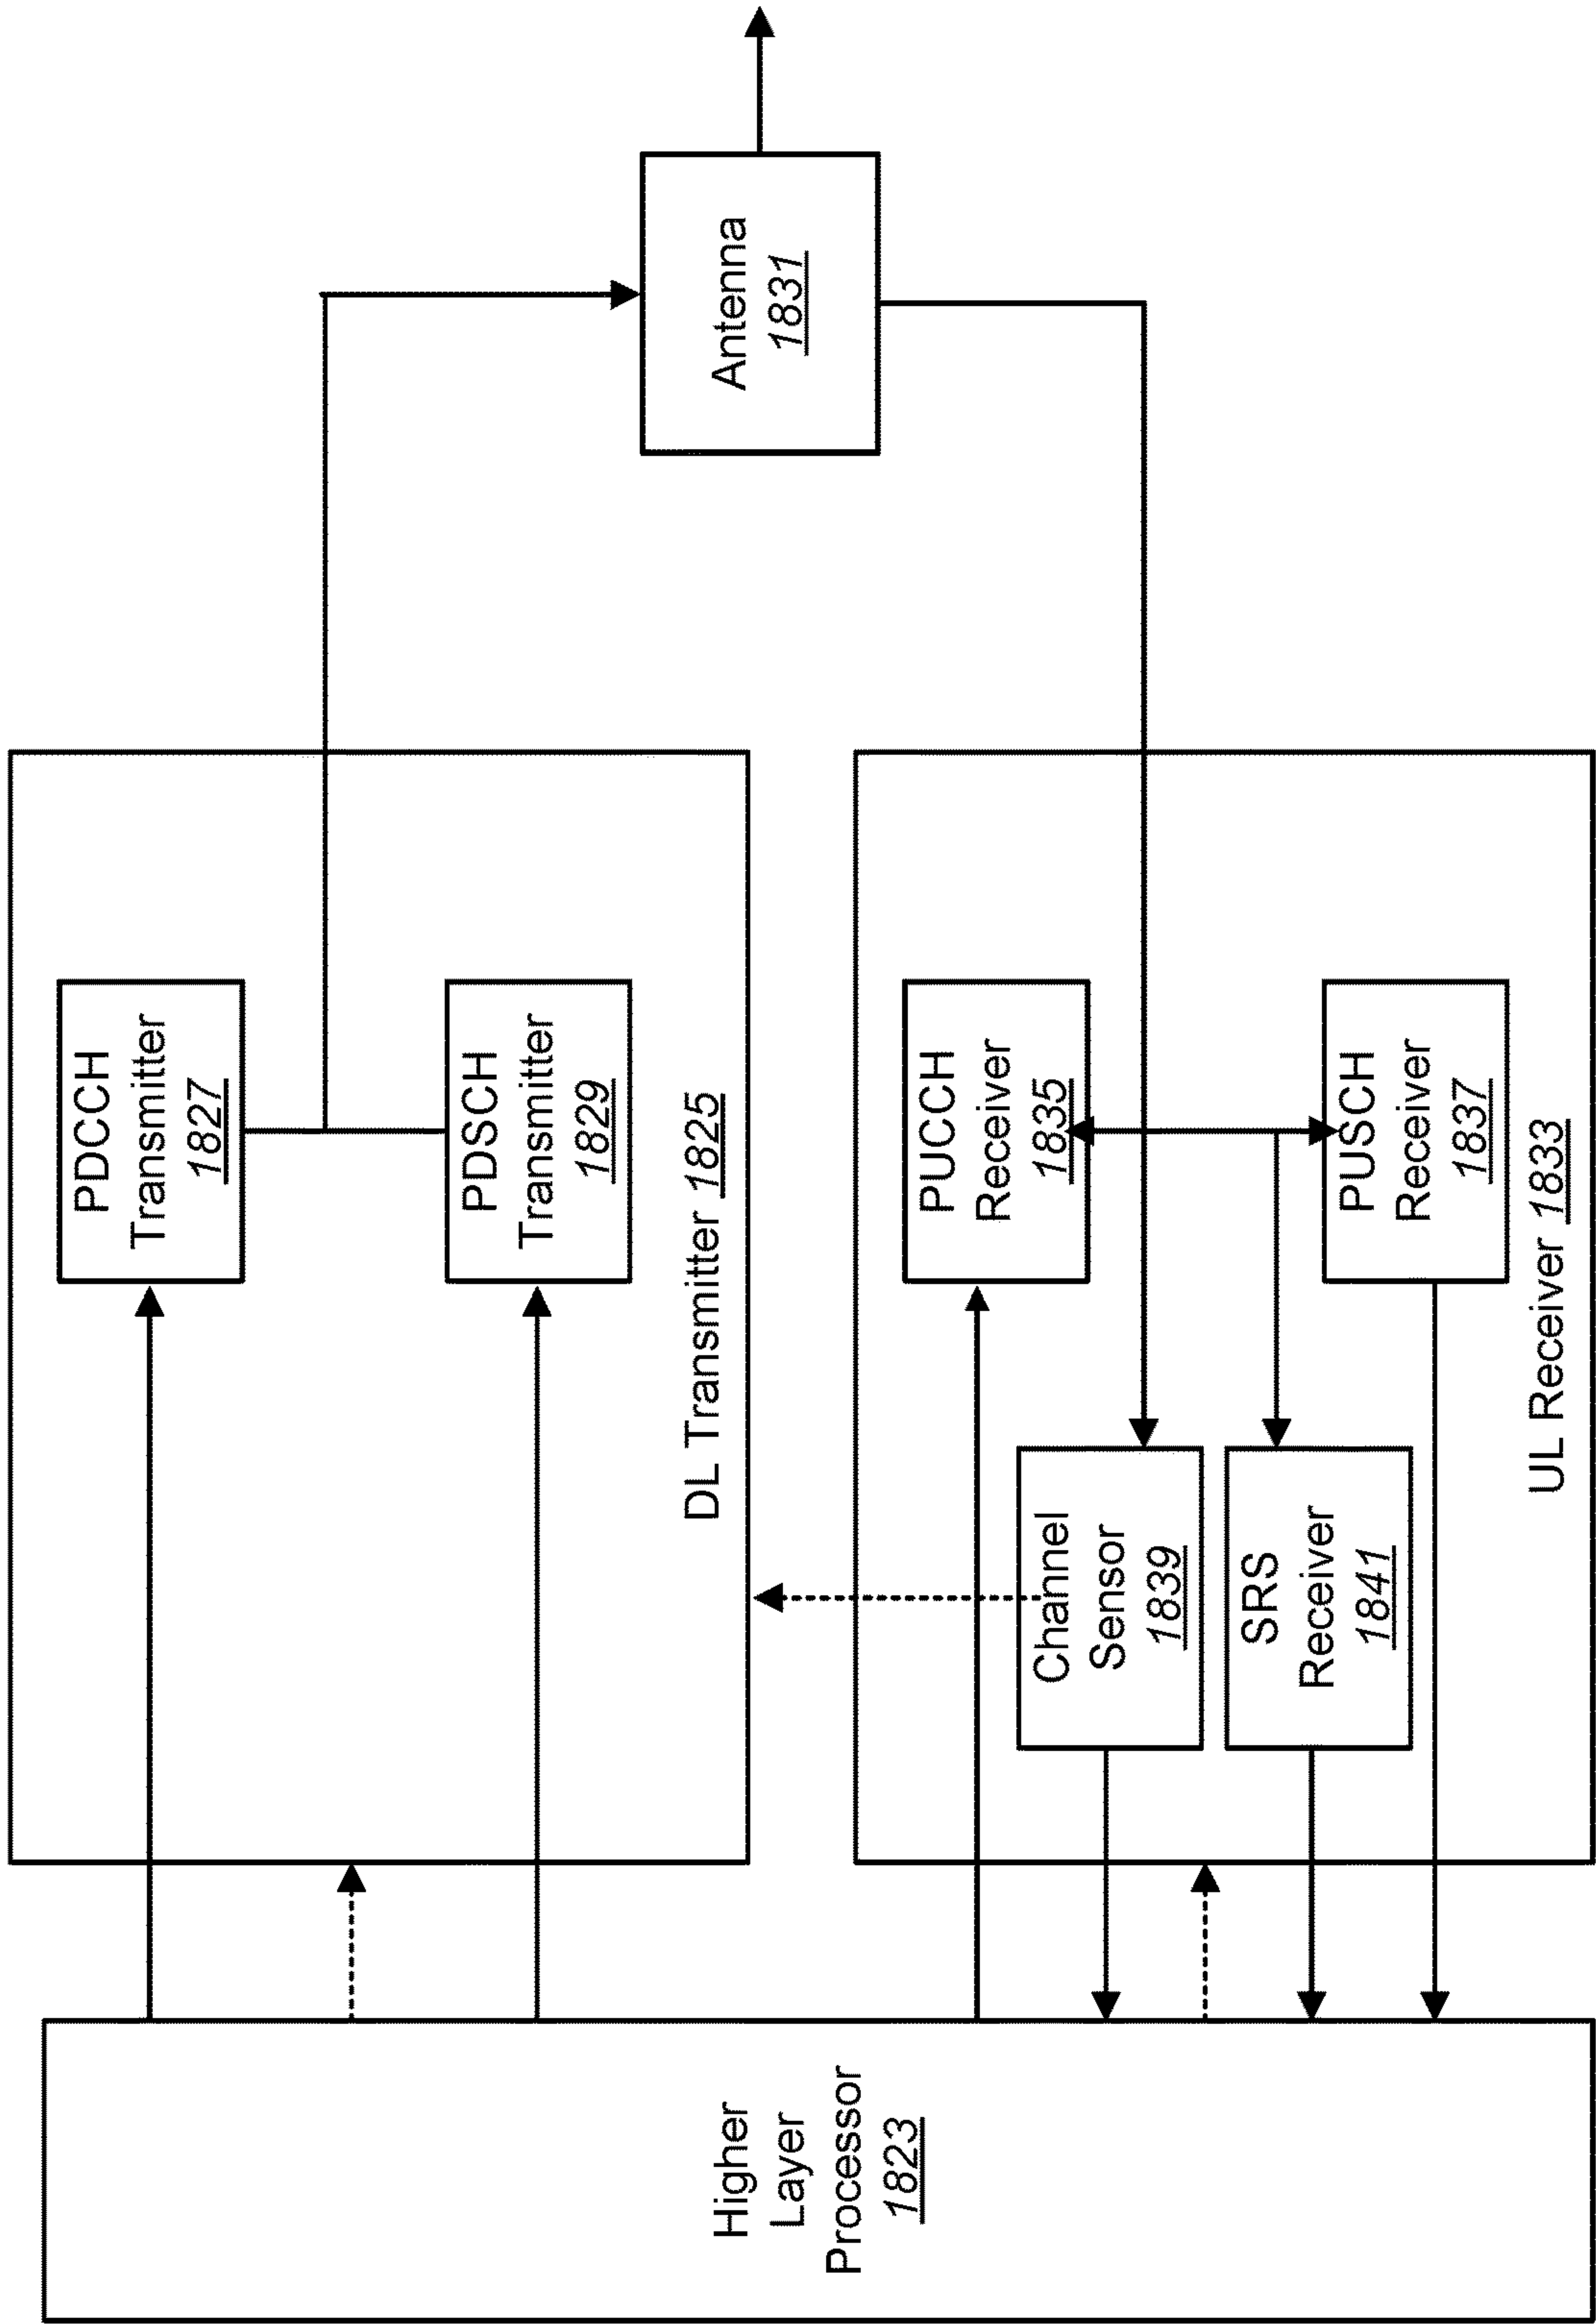 Higher
Layer
Processor
1823
PDCCH
Transmitter
1827
PDSCH
Transmitter
1829
DL Transmitter 1825
PUCCH
Receiver
1835
Channel
Sensor
1839
SRS
Receiver
1841
PUSCH
Receiver
1837
UL Receiver 1833
Antenna
1831